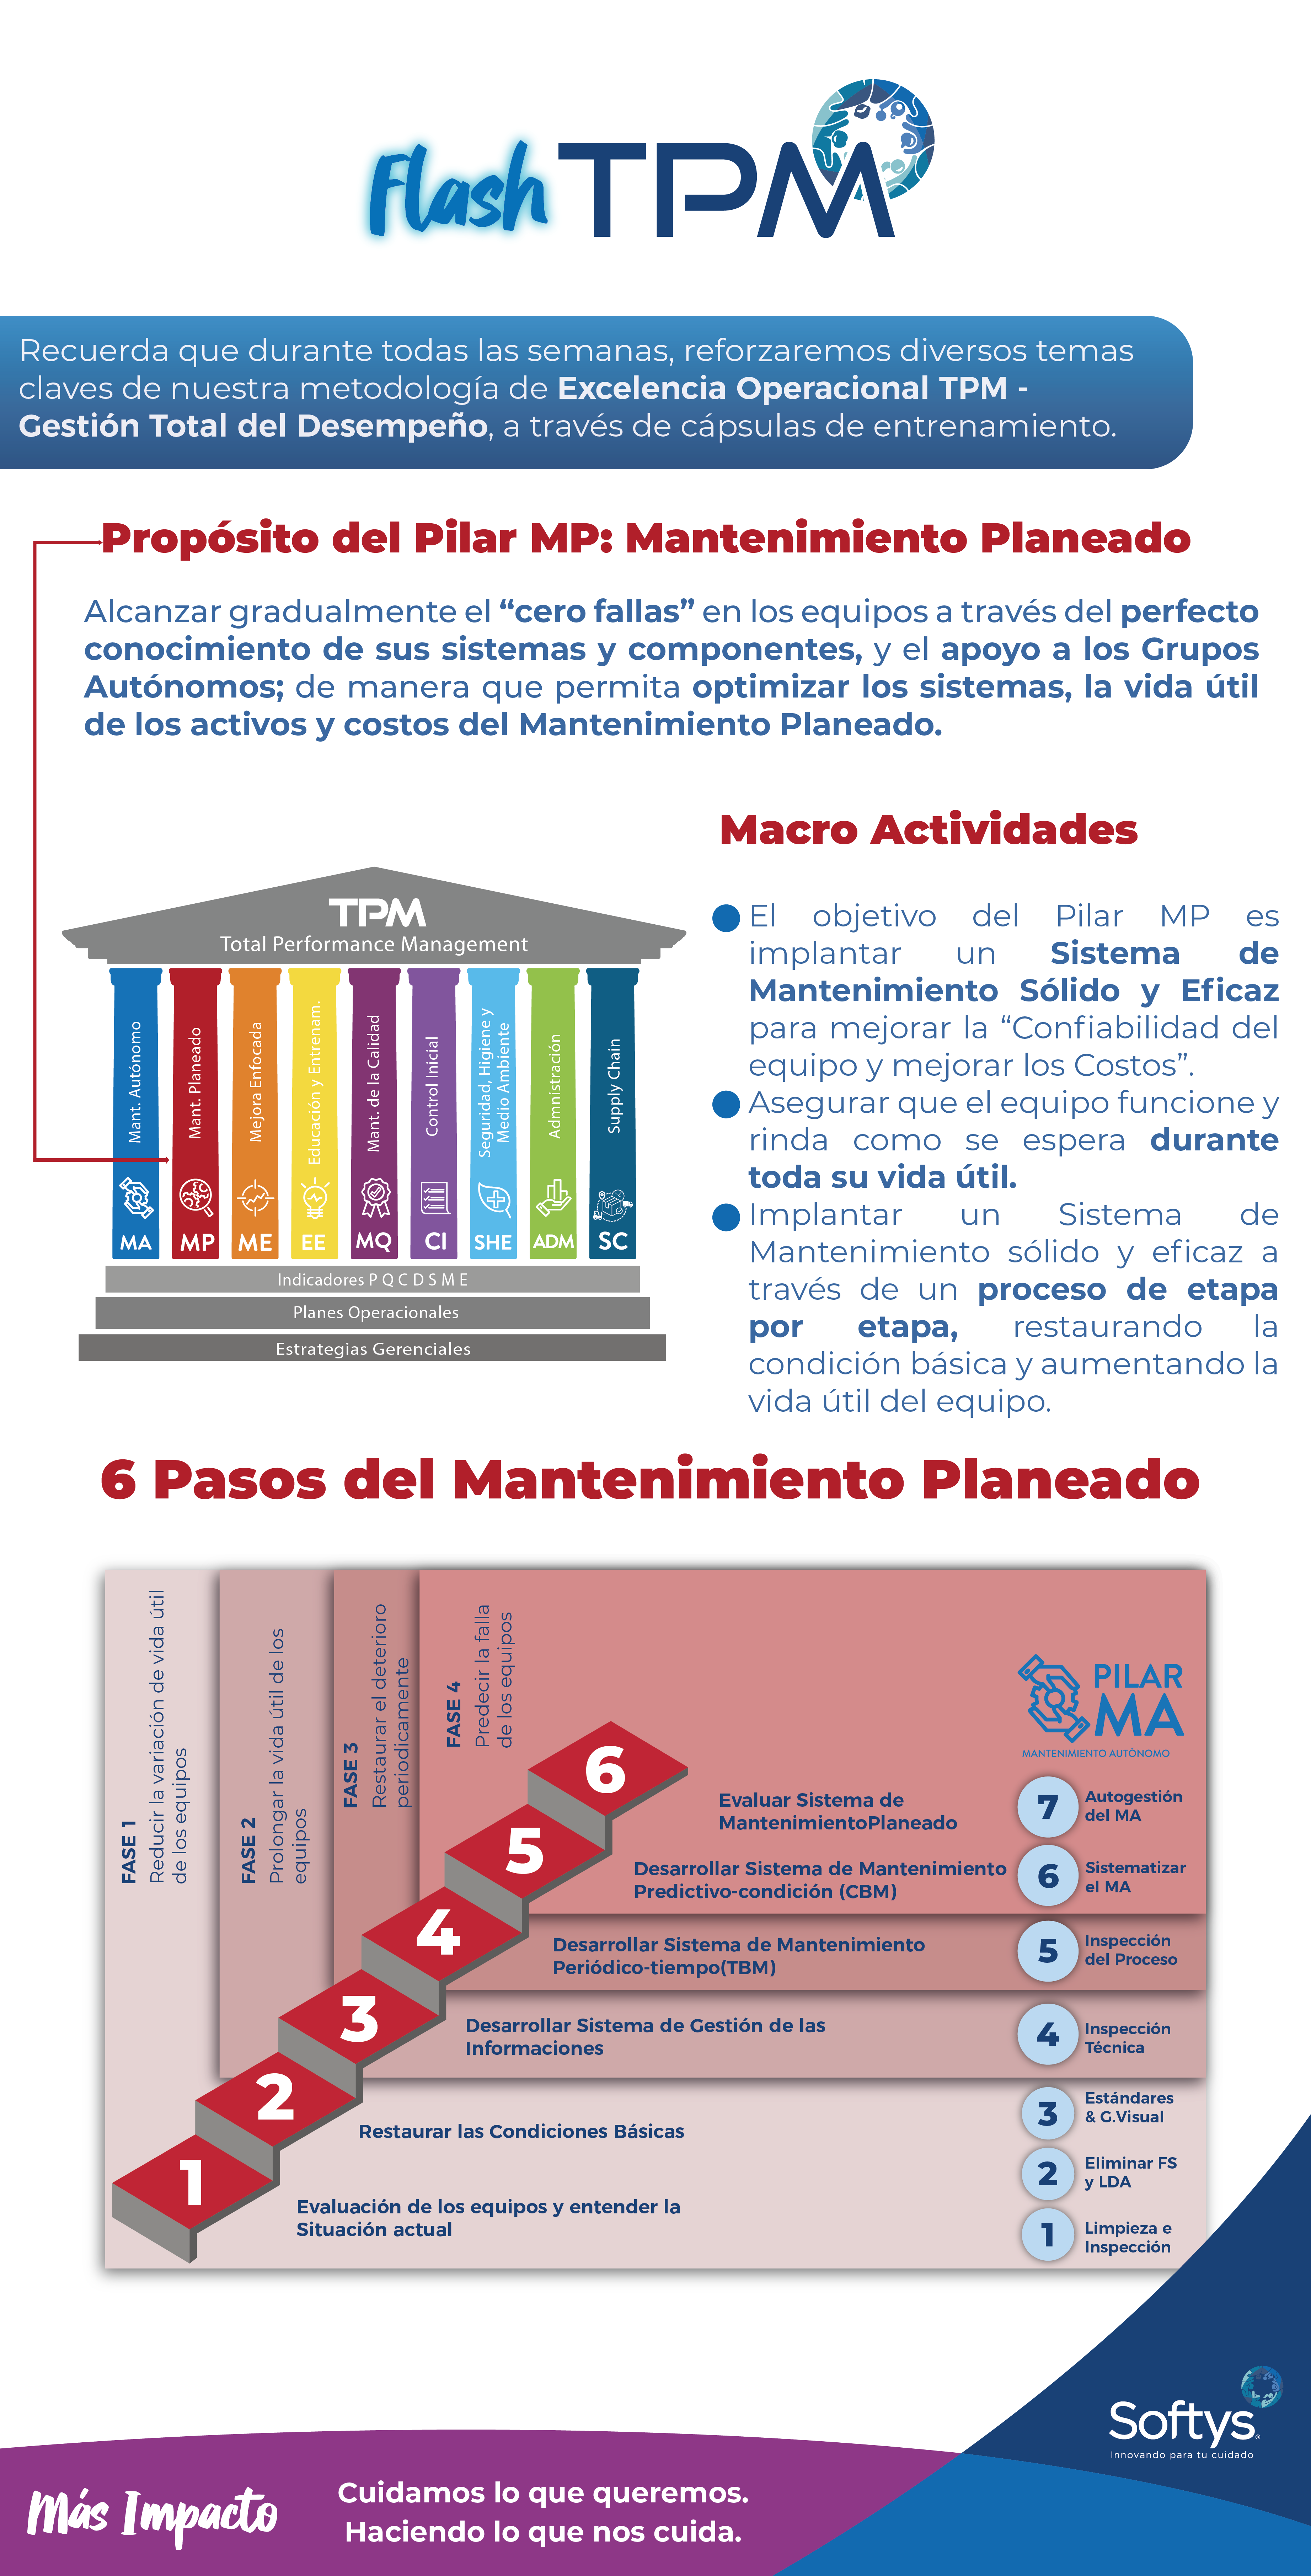 Flash TPM
Recuerda que durante todas las semanas, reforzaremos diversos temas
claves de nuestra metodología de Excelencia Operacional TPM -
Gestión Total del Desempeño, a través de cápsulas de entrenamiento.
Propósito del Pilar MP: Mantenimiento Planeado
Alcanzar gradualmente el “cero fallas” en los equipos a través del perfecto
conocimiento de sus sistemas y componentes, y el apoyo a los Grupos
Autónomos; de manera que permita optimizar los sistemas, la vida útil
de los activos y costos del Mantenimiento Planeado.
TPM
Total Performance Management
Mant. Autónomo
Mant. Planeado
Mejora Enfocada
Educación y Entrenam.
Mant. de la Calidad
Control Inicial
Seguridad, Higiene y
Medio Ambiente
Admnistración
Supply Chain
MA
MP
ME
EE
MQ
CI
SHE
ADM
SC
Indicadores P Q C D S M E
Planes Operacionales
Estrategias Gerenciales
Macro Actividades
El objetivo del Pilar MP es
implantar un Sistema de
Mantenimiento Sólido y Eficaz
para mejorar la “Confiabilidad del
equipo y mejorar los Costos”.
Asegurar que el equipo funcione y
rinda como se espera durante
toda su vida útil.
Implantar un Sistema de
Mantenimiento sólido y eficaz a
través de un proceso de etapa
por etapa, restaurando la
condición básica y aumentando la
vida útil del equipo.
6 Pasos del Mantenimiento Planeado
FASE 1
Reducir la variación de vida útil
de los equipos
FASE 2
Prolongar la vida útil de los
equipos
FASE 3
Restaurar el deterioro
periodicamente
FASE 4
Predecir la falla
de los equipos
PILAR
MA
MANTENIMIENTO AUTÓNOMO
6
Evaluar Sistema de
MantenimientoPlaneado
7
Autogestión
del MA
5
Desarrollar Sistema de Mantenimiento
Predictivo-condición (CBM)
6
Sistematizar
el MA
4
Desarrollar Sistema de Mantenimiento
Periódico-tiempo(TBM)
5
Inspección
del Proceso
3
Desarrollar Sistema de Gestión de las
Informaciones
4
Inspección
Técnica
2
Restaurar las Condiciones Básicas
3
Estándares
& G.Visual
2
Eliminar FS
y LDA
1
Evaluación de los equipos y entender la
Situación actual
1
Limpieza e
Inspección
Softys®
Innovando para tu cuidado
Más Impacto
Cuidamos lo que queremos.
Haciendo lo que nos cuida.